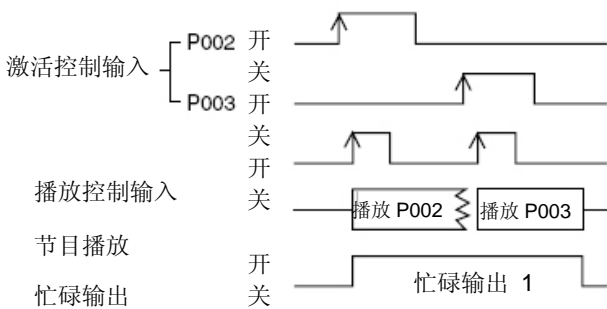 P002 开
激活控制输入 关
P003 开
关
开
播放控制输入 关
播放 P002 播放 P003
节目播放
开
忙碌输出 1
忙碌输出 关